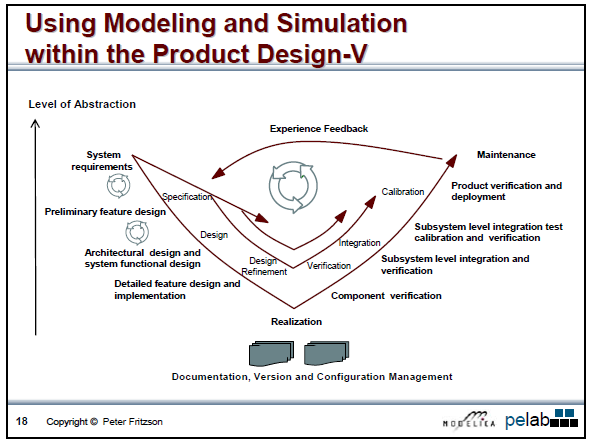 Using Modeling and Simulation
within the Product Design-V
Level of Abstraction
Experience Feedback
System
requirements
Maintenance
Specification
Calibration
Product verification and
deployment
Preliminary feature design
Design
Integration
Subsystem level integration test
calibration and verification
Architectural design and
system functional design
Design
Refinement
Verification
Subsystem level integration and
verification
Detailed feature design and
implementation
Component verification
Realization
Documentation, Version and Configuration Management
18 Copyright © Peter Fritzson
MODELICA
pelab